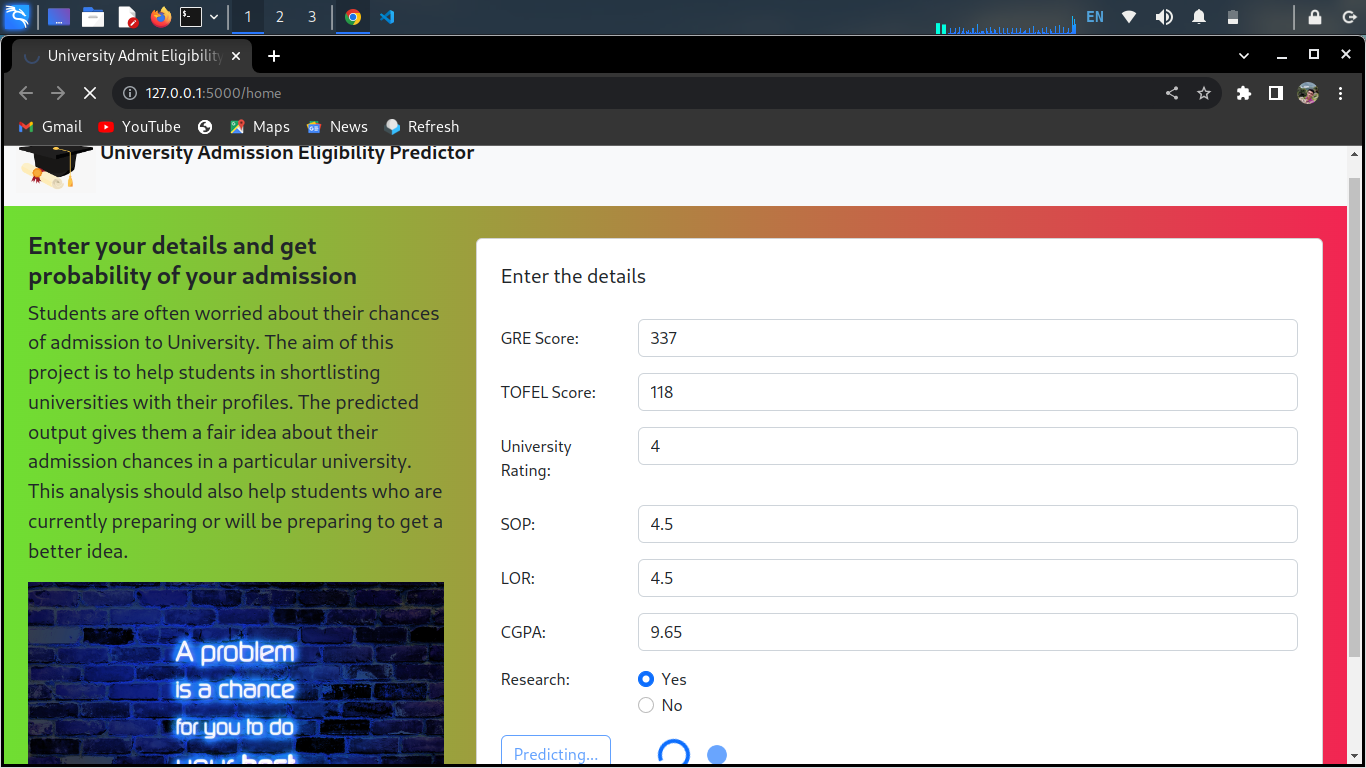 1 2 3 EN
University Admit Eligibility
127.0.0.1:5000/home
Gmail YouTube Maps News Refresh
University Admission Eligibility Predictor
Enter your details and get
probability of your admission
Students are often worried about their chances
of admission to University. The aim of this
project is to help students in shortlisting
universities with their profiles. The predicted
output gives them a fair idea about their
admission chances in a particular university.
This analysis should also help students who are
currently preparing or will be preparing to get a
better idea.
A problem
is a chance
for you to do
your best
Enter the details
GRE Score: 337
TOFEL Score: 118
University
Rating:
4
SOP: 4.5
LOR: 4.5
CGPA: 9.65
Research: Yes
No
Predicting...